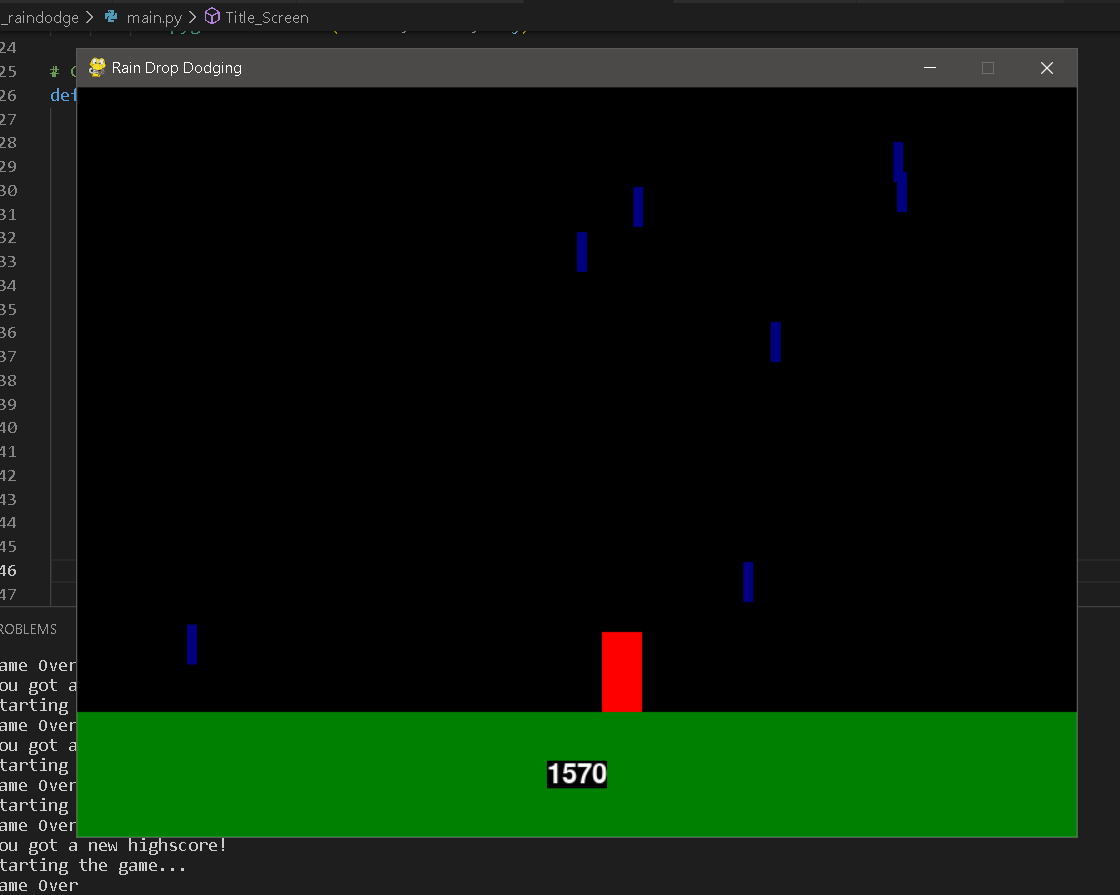 _raindodge > main.py > Title_Screen
24
Rain Drop Dodging
25 # C
26 def
27
28
29
30
31
32
33
34
35
36
37
38
39
40
41
42
43
44
45
46
47
ROBLEMS
ame Over
ou got a
tarting
ame Over
ou got a
tarting
1570
ame Over
tarting
ame Over
ou got a new highscore!
tarting the game...
ame Over